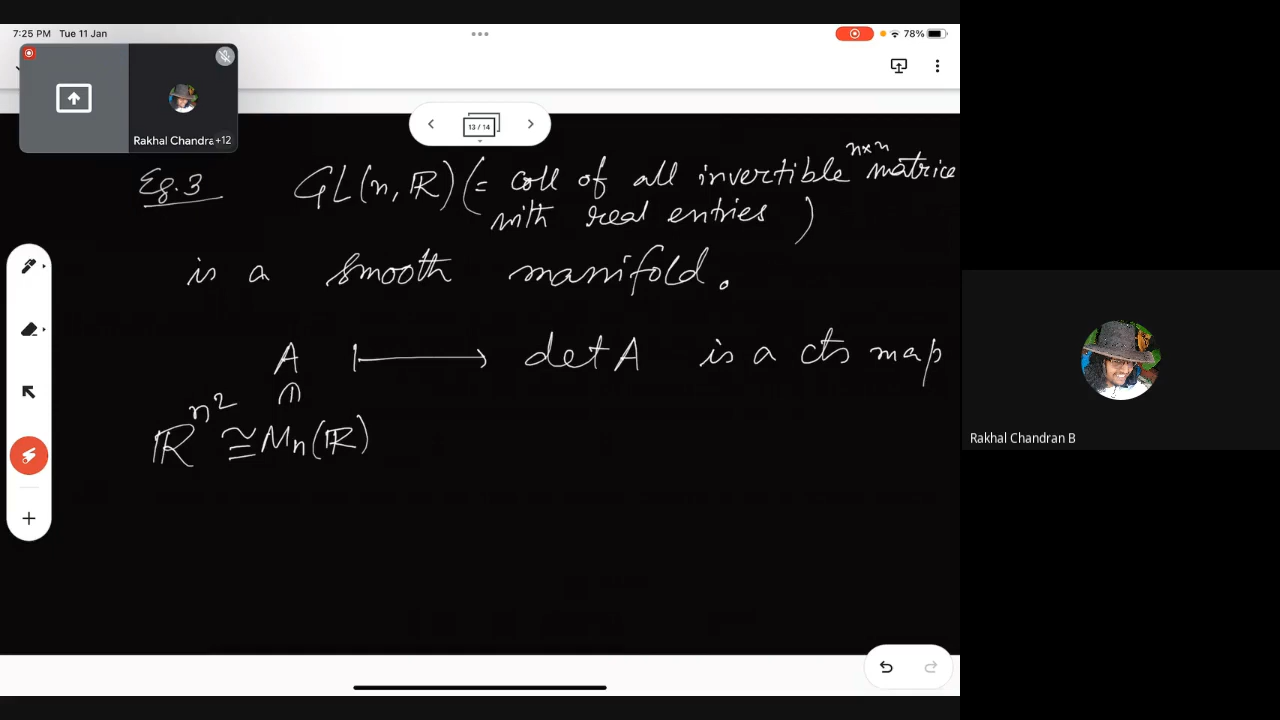 7:25 PM Tue 11 Jan
78%
Rakhal Chandra +12
13 / 14
Eg.3 GL(n, ℝ) (= coll of all invertible n×n matrice
with real entries )
is a smooth manifold.
A ⟼ det A is a cts map
∈
ℝ^n² ≅ Mn(ℝ)
Rakhal Chandran B